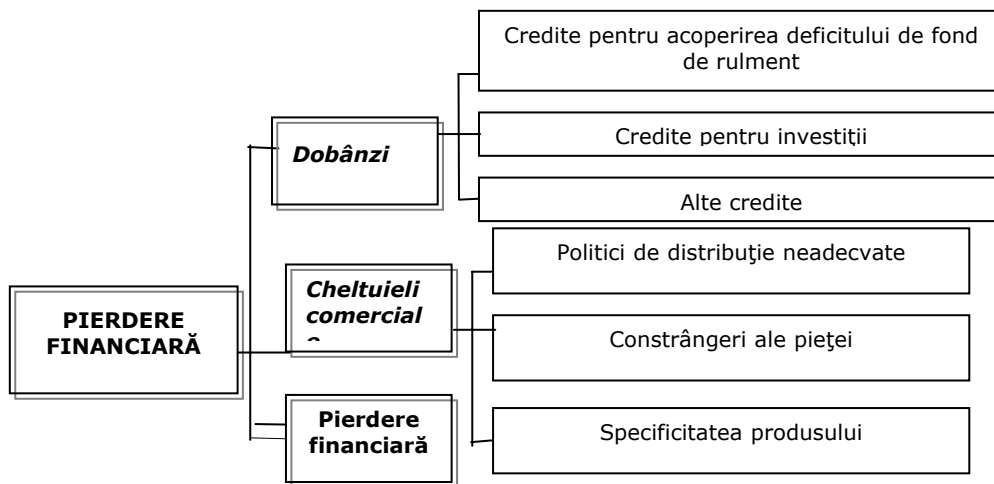 Credite pentru acoperirea deficitului de fond
de rulment
Dobânzi
Credite pentru investiții
Alte credite
PIERDERE
FINANCIARĂ
Cheltuieli
comercial
e
Politici de distribuţie neadecvate
Constrângeri ale pieţei
Pierdere
financiară
Specificitatea produsului